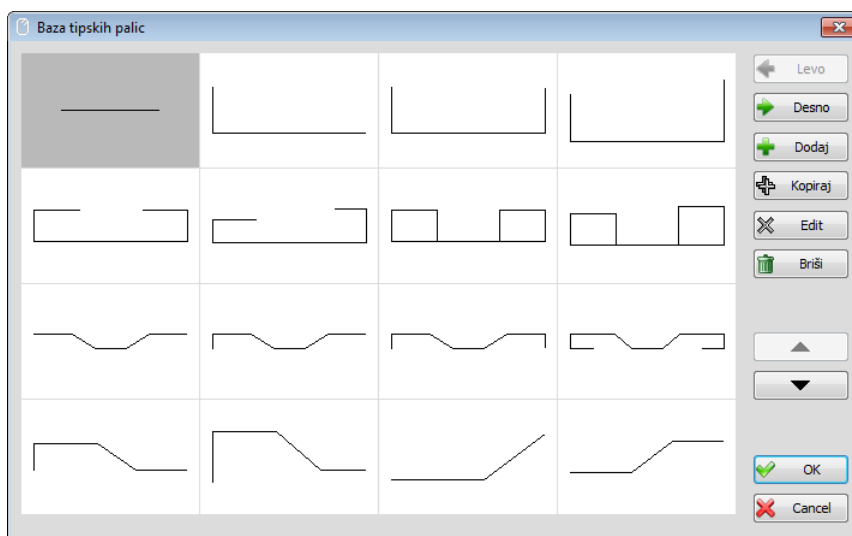 Baza tipskih palic
Levo
Desno
Dodaj
Kopiraj
Edit
Briši
OK
Cancel